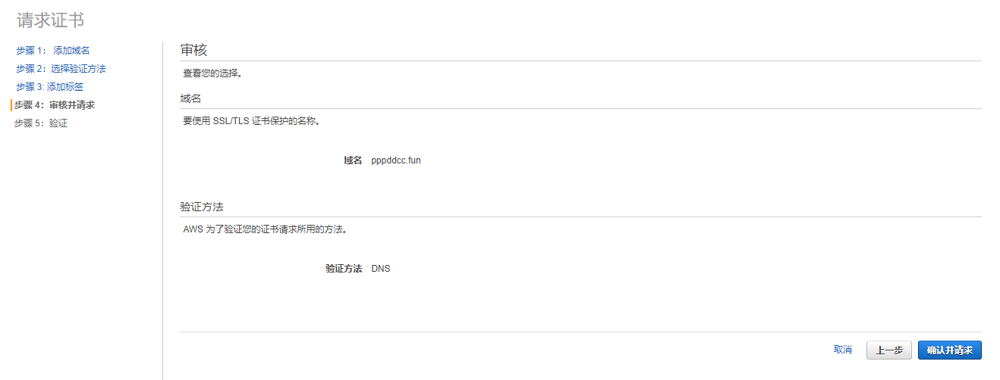 请求证书
步骤 1： 添加域名
步骤 2：选择验证方法
步骤 3: 添加标签
步骤 4：审核并请求
步骤 5：验证
审核
查看您的选择。
域名
要使用 SSL/TLS 证书保护的名称。
域名 pppddcc.fun
验证方法
AWS 为了验证您的证书请求所用的方法。
验证方法 DNS
取消 上一步 确认并请求